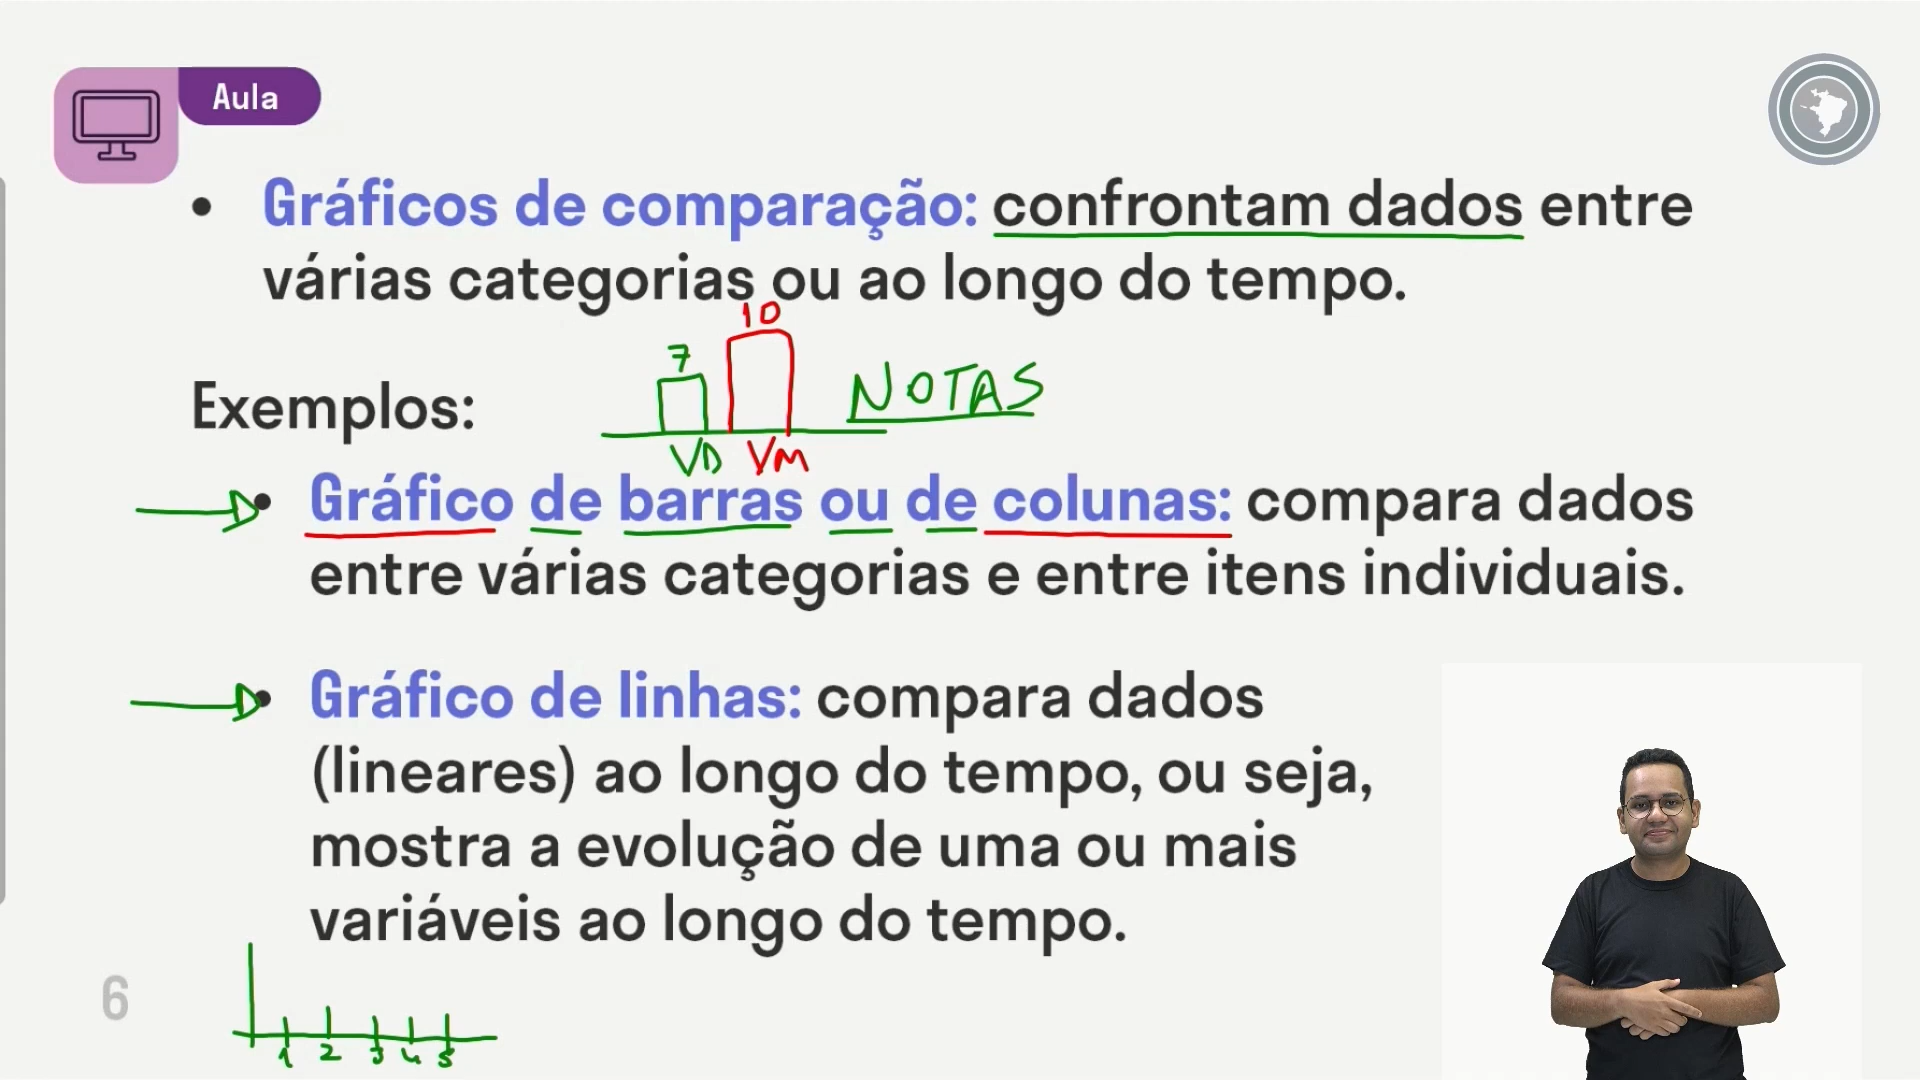 Aula
• Gráficos de comparação: confrontam dados entre
várias categorias ou ao longo do tempo.
10
7
NOTAS
Exemplos:
VD VM
• Gráfico de barras ou de colunas: compara dados
entre várias categorias e entre itens individuais.
• Gráfico de linhas: compara dados
(lineares) ao longo do tempo, ou seja,
mostra a evolução de uma ou mais
variáveis ao longo do tempo.
6
1 2 3 4 5